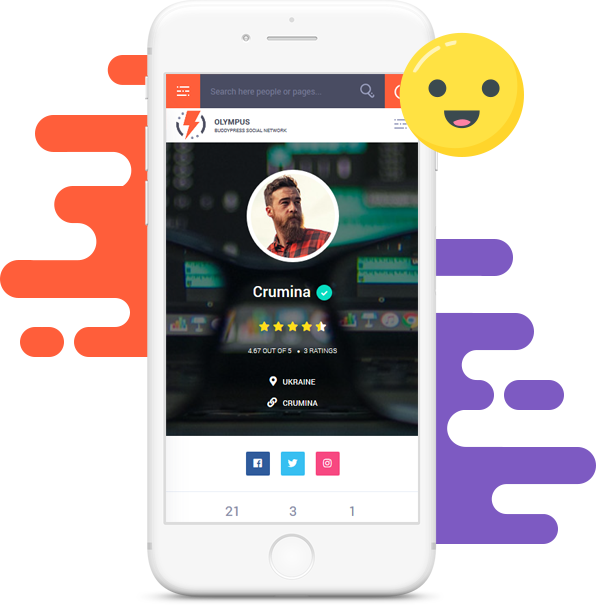 Search here people or pages...
OLYMPUS
BUDDYPRESS SOCIAL NETWORK
Crumina
4.67 OUT OF 5 • 3 RATINGS
UKRAINE
CRUMINA
21 3 1